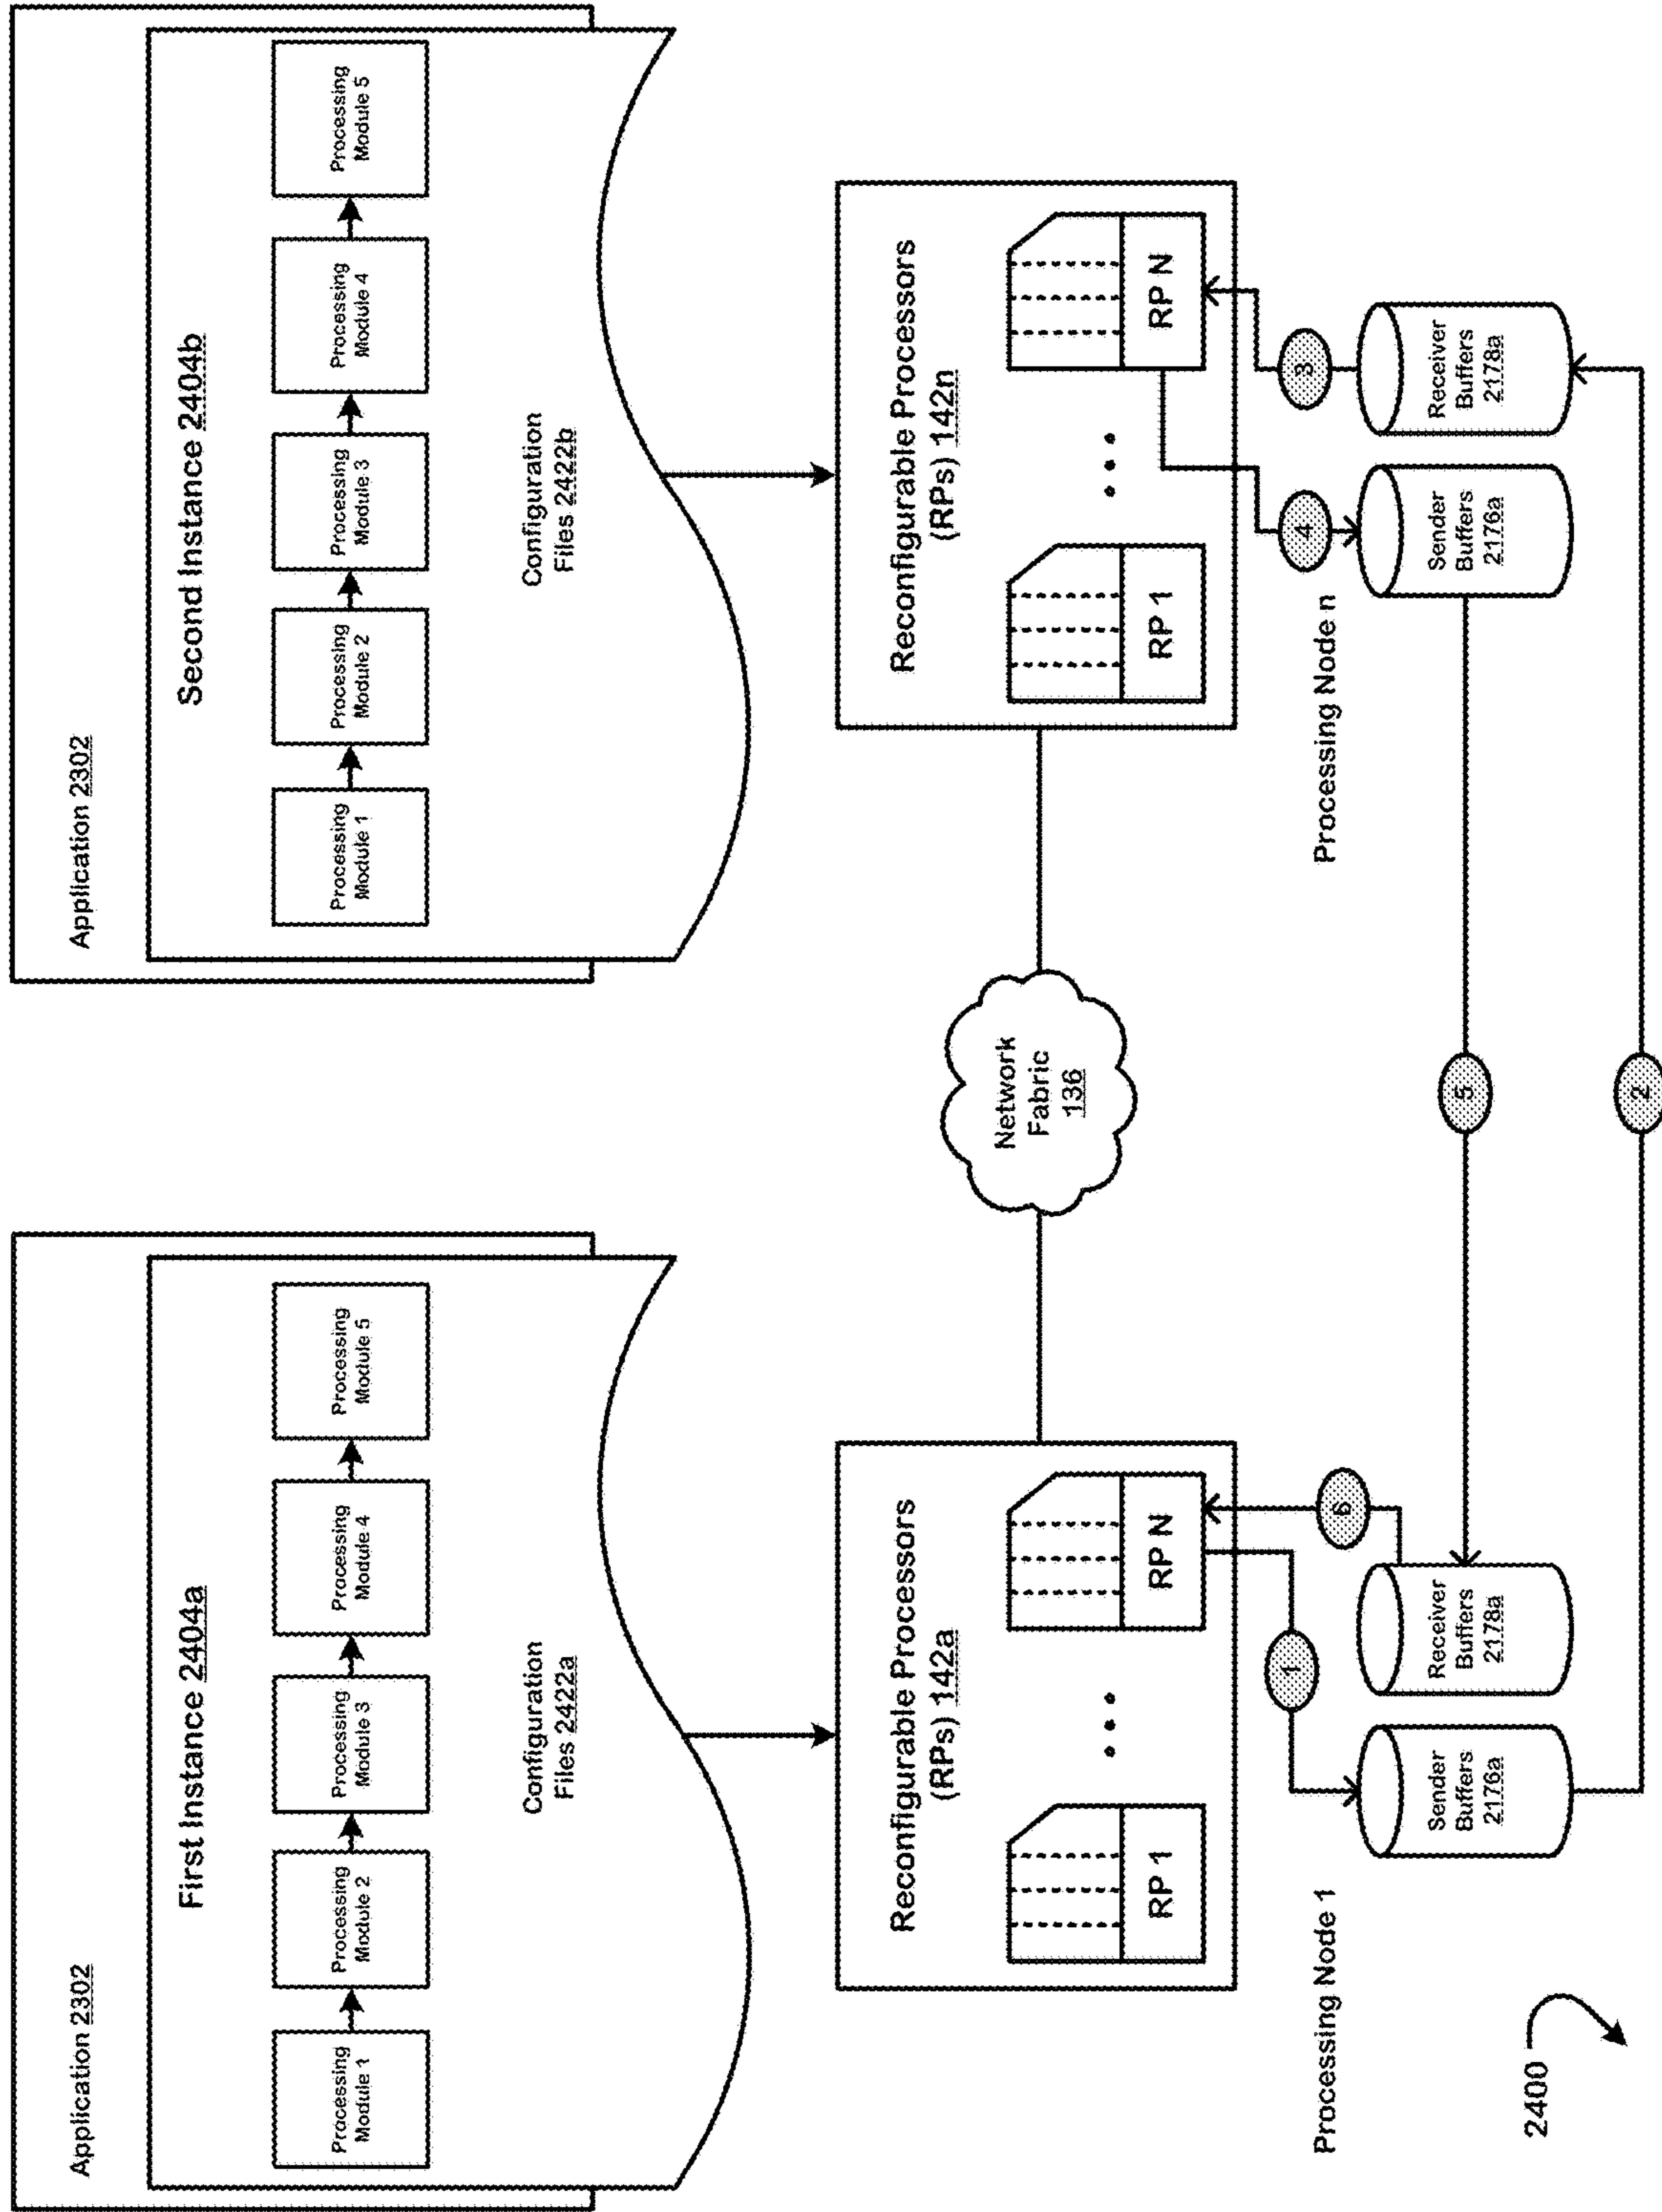 Application 2302
First Instance 2404a
Processing
Module 1
Processing
Module 2
Processing
Module 3
Processing
Module 4
Processing
Module 5
Configuration
Files 2422a
Application 2302
Second Instance 2404b
Processing
Module 1
Processing
Module 2
Processing
Module 3
Processing
Module 4
Processing
Module 5
Configuration
Files 2422b
Reconfigurable Processors
(RPs) 142a
RP 1
RP N
Network
Fabric
136
Reconfigurable Processors
(RPs) 142n
RP 1
RP N
Processing Node 1
1
6
Sender
Buffers
2176a
Receiver
Buffers
2178a
Processing Node n
4
3
Sender
Buffers
2176a
Receiver
Buffers
2178a
5
2
2400